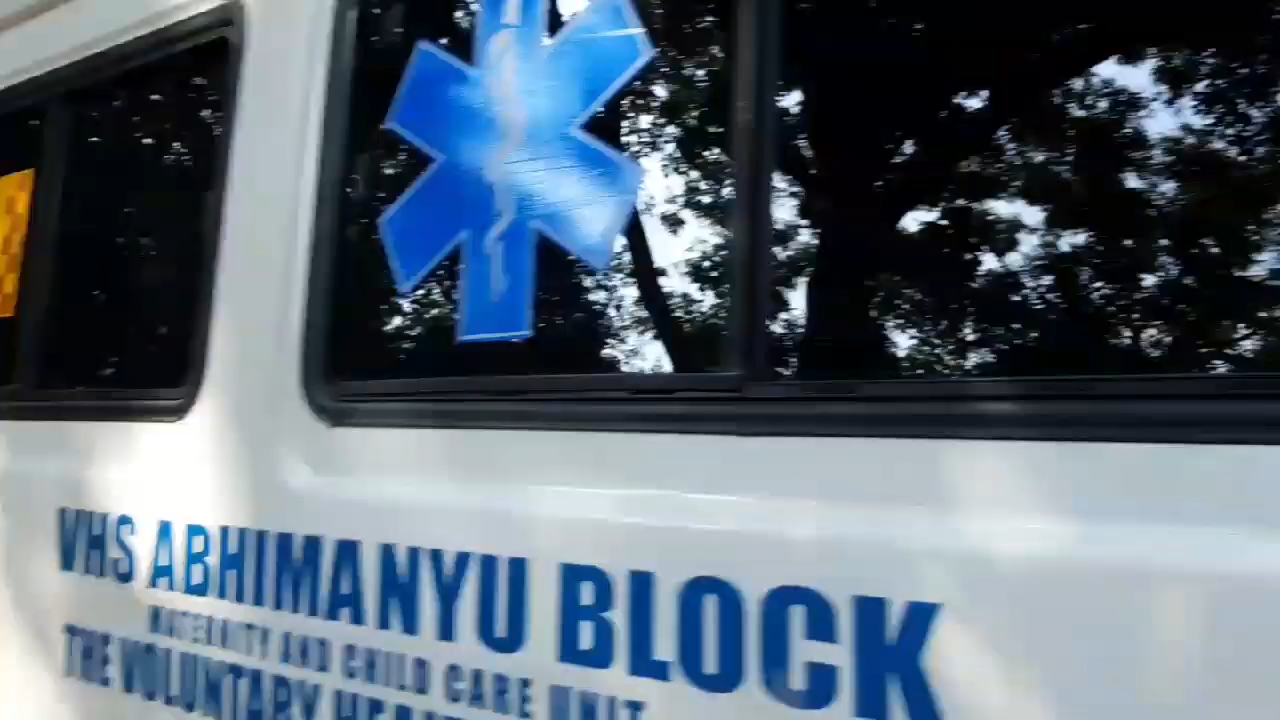 VHS ABHIMANYU BLOCK
MATERNITY AND CHILD CARE UNIT
THE VOLUNTARY